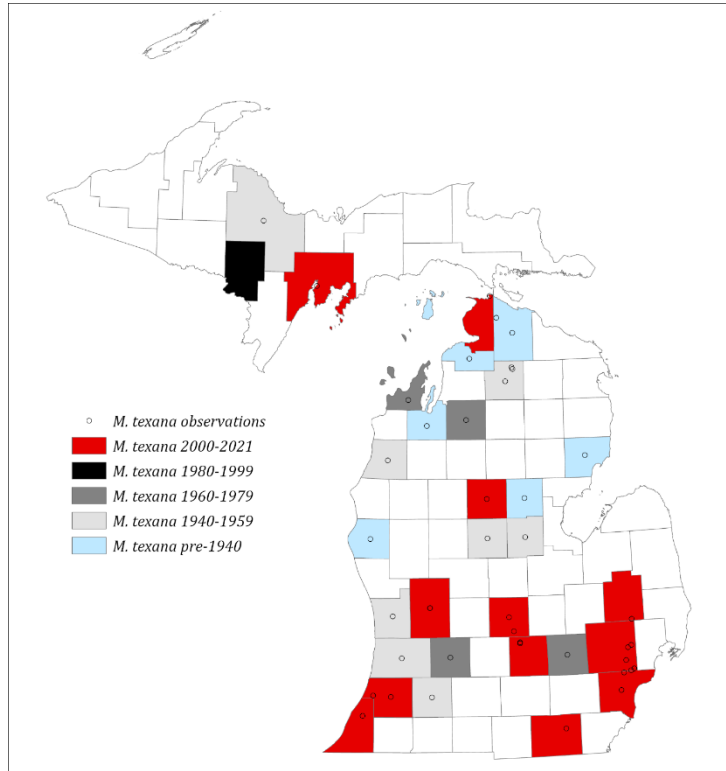 M. texana observations
M. texana 2000-2021
M. texana 1980-1999
M. texana 1960-1979
M. texana 1940-1959
M. texana pre-1940